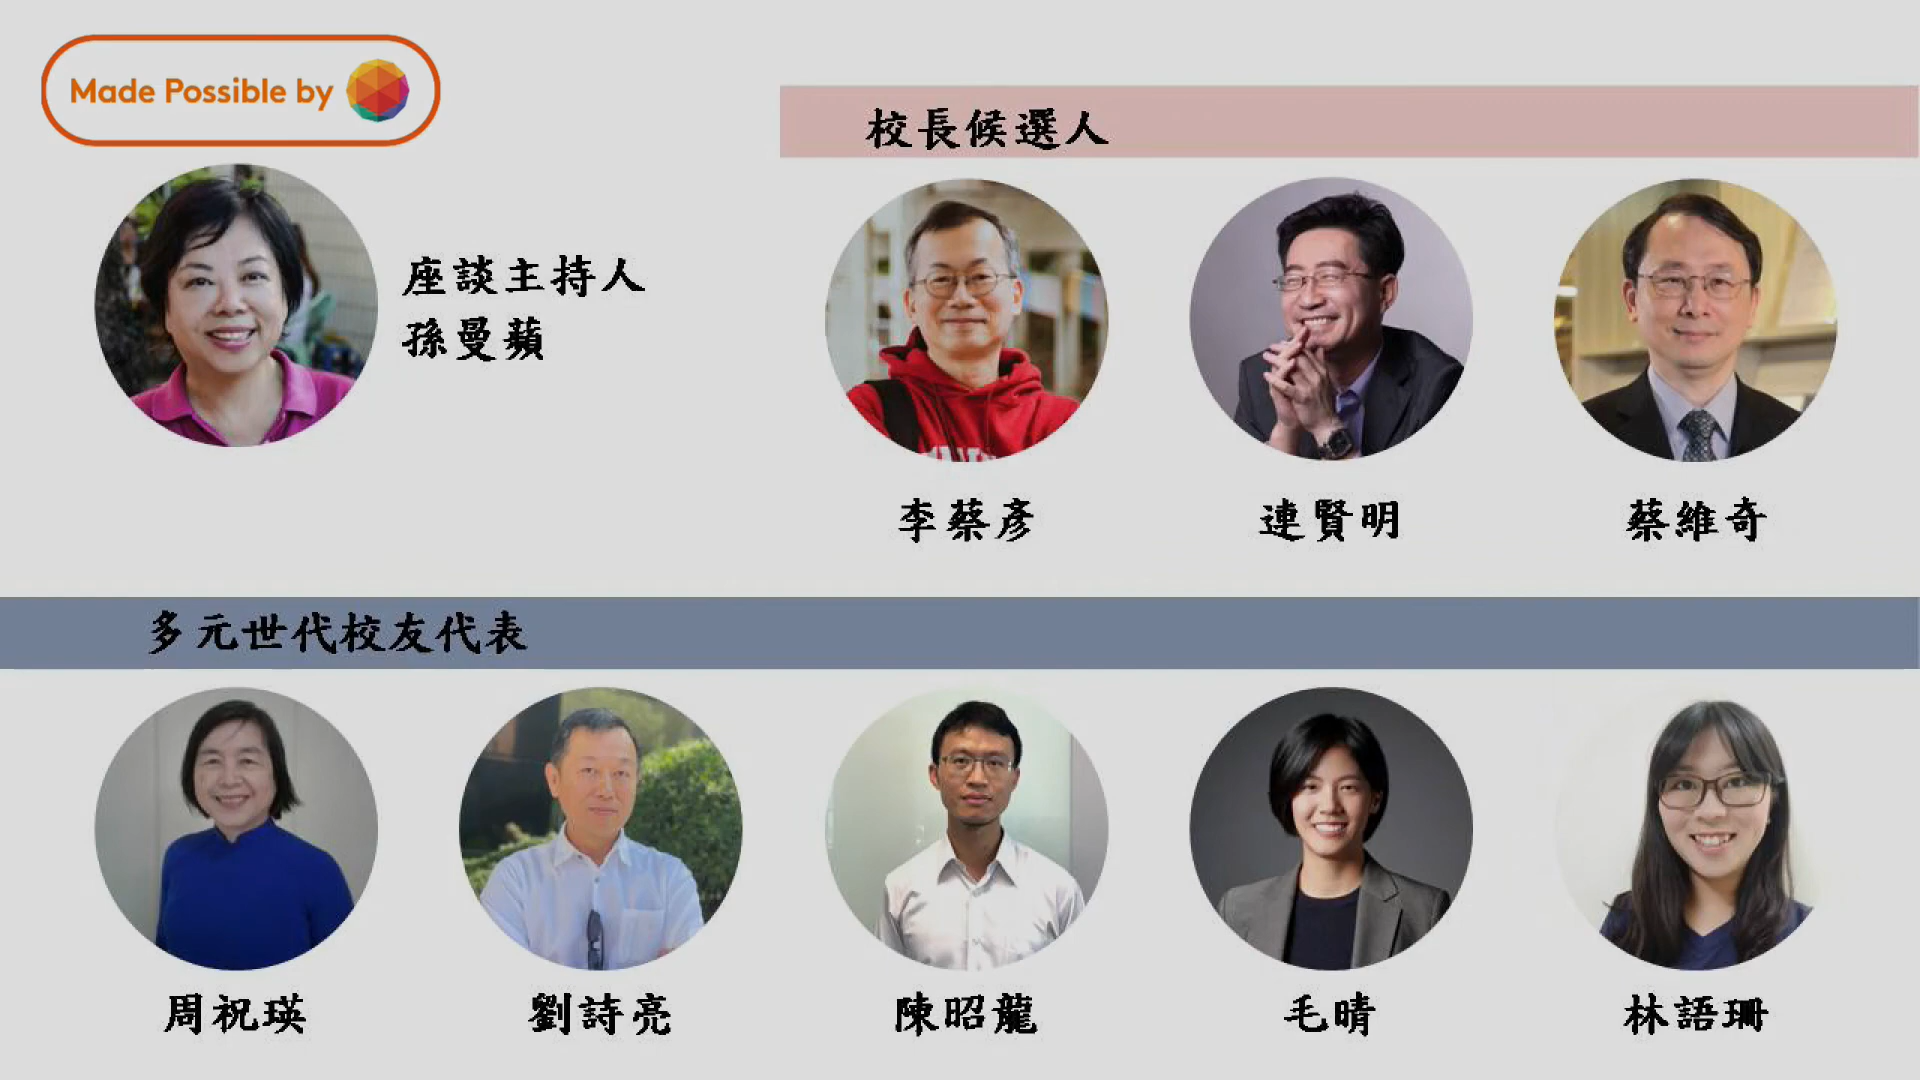 Made Possible by
校長候選人
座談主持人
孫曼蘋
李蔡彥
連賢明
蔡維奇
多元世代校友代表
周祝瑛
劉詩亮
陳昭龍
毛晴
林語珊